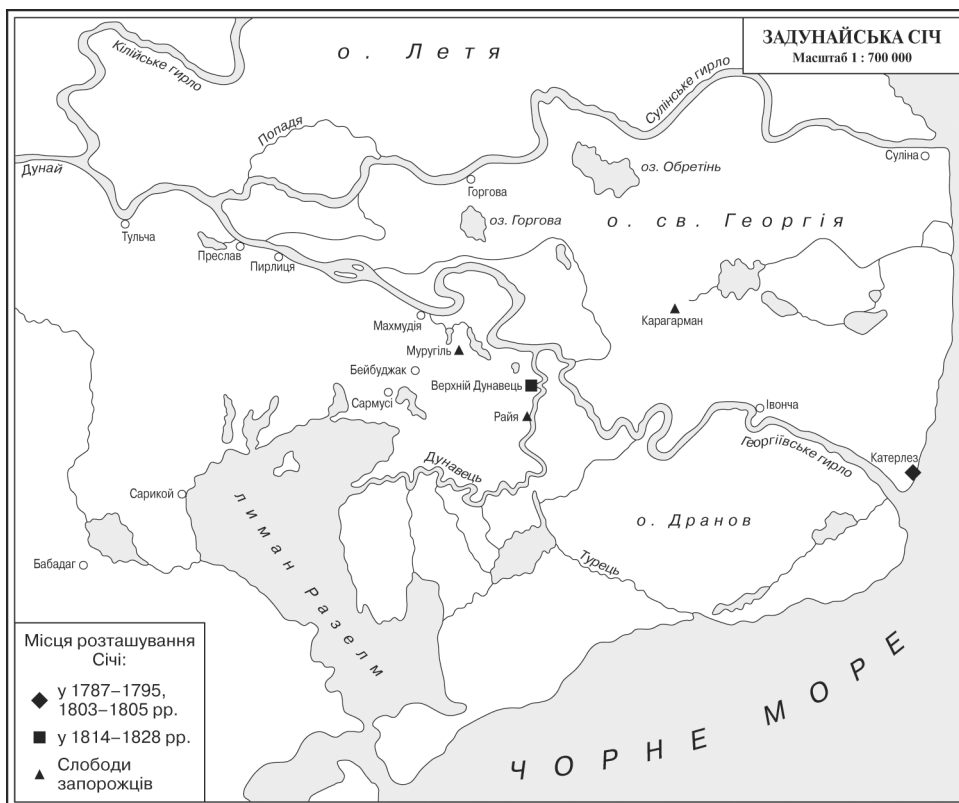 ЗАДУНАЙСЬКА СІЧ
Масштаб 1 : 700 000
о. Летя
Кілійське гирло
Сулінське гирло
Попадя
Дунай
Суліна
оз. Обретінь
Горгова
оз. Горгова
о. св. Георгія
Тульча
Преслав
Пирлиця
Махмудія
Карагарман
Муругіль
Бейбуджак
Верхній Дунавець
Сармусі
Райя
Івонча
Георгіївське гирло
Катерлез
Дунавець
Сарикой
лиман Разелм
о. Дранов
Бабадаг
Турець
ЧОРНЕ МОРЕ
Місця розташування
Січі:
у 1787–1795,
1803–1805 рр.
у 1814–1828 рр.
Слободи
запорожців